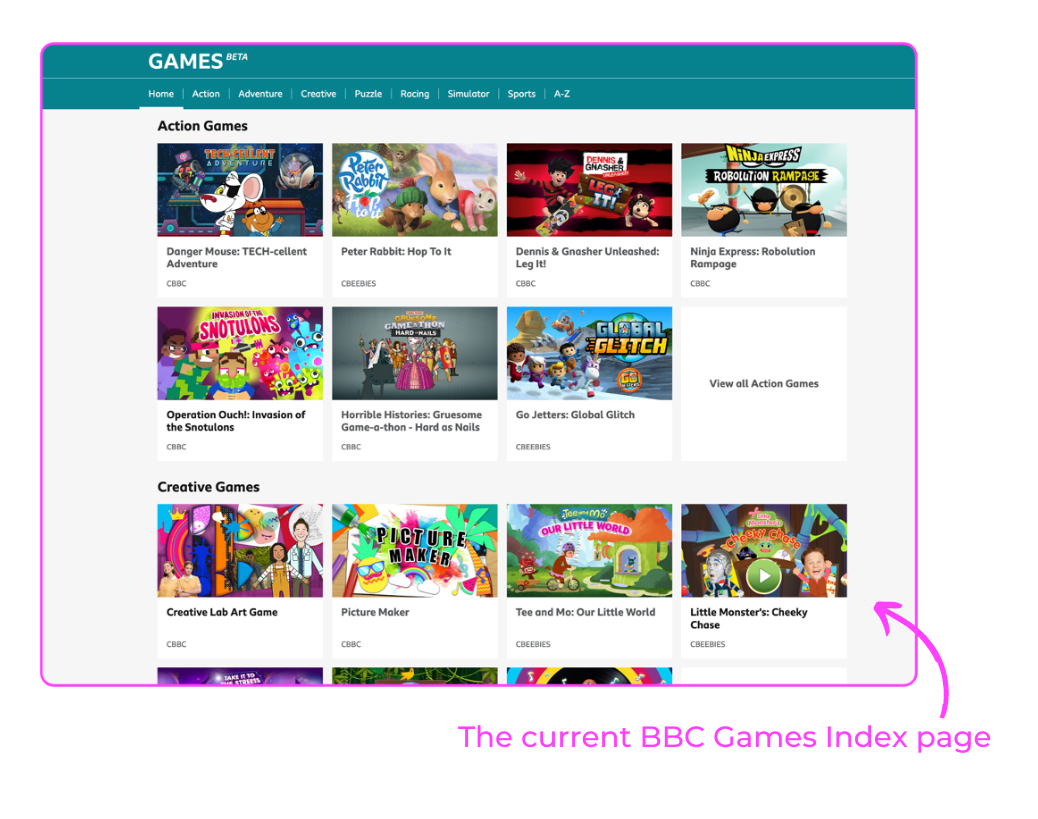 GAMES BETA
Home | Action | Adventure | Creative | Puzzle | Racing | Simulator | Sports | A-Z
Action Games
TECH-CELLENT
ADVENTURE
Peter
Rabbit
Hop
to it
DENNIS &
GNASHER
UNLEASHED
LEG
IT!
NINJA EXPRESS
ROBOLUTION RAMPAGE
Danger Mouse: TECH-cellent
Adventure
CBBC
Peter Rabbit: Hop To It
CBEEBIES
Dennis & Gnasher Unleashed:
Leg It!
CBBC
Ninja Express: Robolution
Rampage
CBBC
INVASION OF THE
SNOTULONS
GRUESOME
GAME-A-THON
HARD AS NAILS
GLOBAL
GLITCH
GO
JETTERS
View all Action Games
Operation Ouch!: Invasion of
the Snotulons
CBBC
Horrible Histories: Gruesome
Game-a-thon - Hard as Nails
CBBC
Go Jetters: Global Glitch
CBEEBIES
Creative Games
PICTURE
MAKER
Tee and Mo
OUR LITTLE WORLD
Little
Monster's
Cheeky Chase
Creative Lab Art Game
CBBC
Picture Maker
CBBC
Tee and Mo: Our Little World
CBEEBIES
Little Monster's: Cheeky
Chase
CBEEBIES
TAKE IT TO
THE STREETS
The current BBC Games Index page